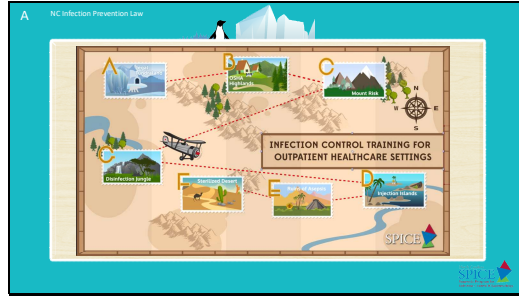 A
NC Infection Prevention Law
A
B
OSHA
Highlands
C
Mount Risk
N
W
E
S
INFECTION CONTROL TRAINING FOR
OUTPATIENT HEALTHCARE SETTINGS
C
Disinfection Jungle
F
Sterilized Desert
E
D
Injection Islands
SPICE
SPICE